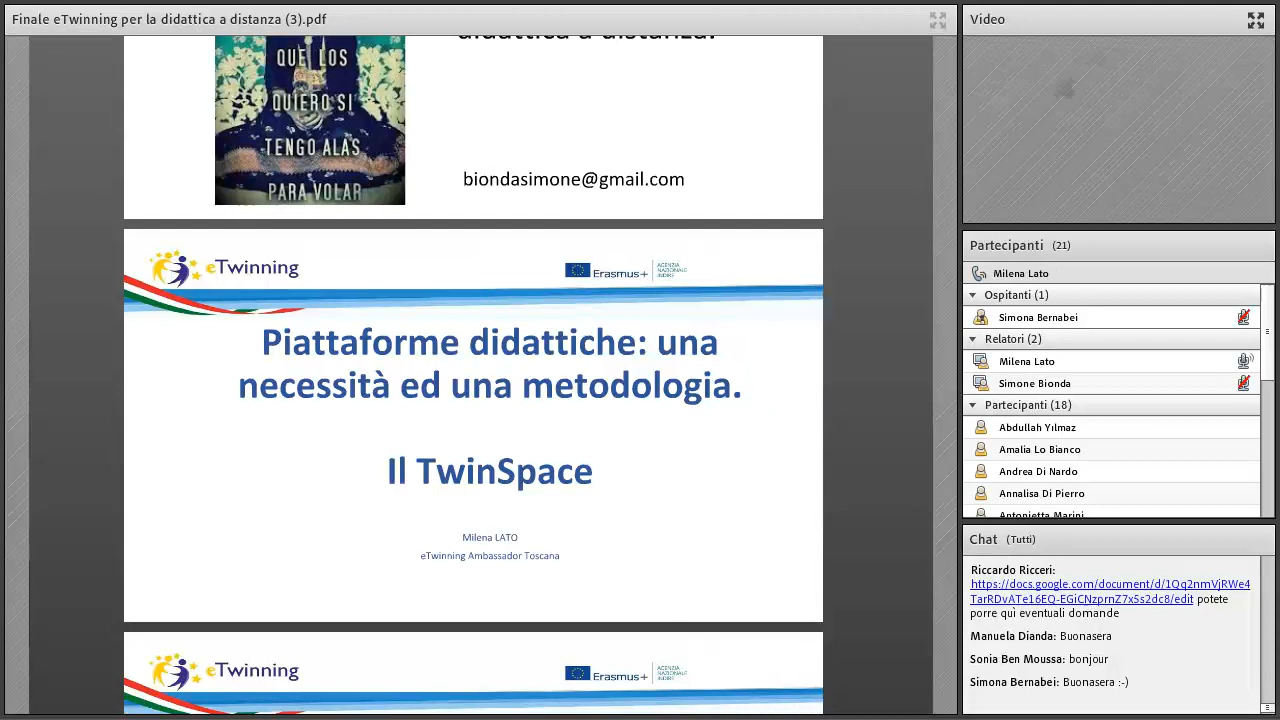 Finale eTwinning per la didattica a distanza (3).pdf
didattica a distanza.
QUE LOS
QUIERO SI
TENGO ALAS
PARA VOLAR
biondasimone@gmail.com
eTwinning
Erasmus+
AGENZIA
NAZIONALE
INDIRE
Piattaforme didattiche: una
necessità ed una metodologia.
Il TwinSpace
Milena LATO
eTwinning Ambassador Toscana
eTwinning
Erasmus+
AGENZIA
NAZIONALE
INDIRE
Video
Partecipanti (21)
Milena Lato
Ospitanti (1)
Simona Bernabei
Relatori (2)
Milena Lato
Simone Bionda
Partecipanti (18)
Abdullah Yılmaz
Amalia Lo Bianco
Andrea Di Nardo
Annalisa Di Pierro
Antonietta Marini
Chat (Tutti)
Riccardo Ricceri:
https://docs.google.com/document/d/1Qq2nmVjRWe4
TarRDvATe16EQ-EGiCNzprnZ7x5s2dc8/edit potete
porre quì eventuali domande
Manuela Dianda: Buonasera
Sonia Ben Moussa: bonjour
Simona Bernabei: Buonasera :-)